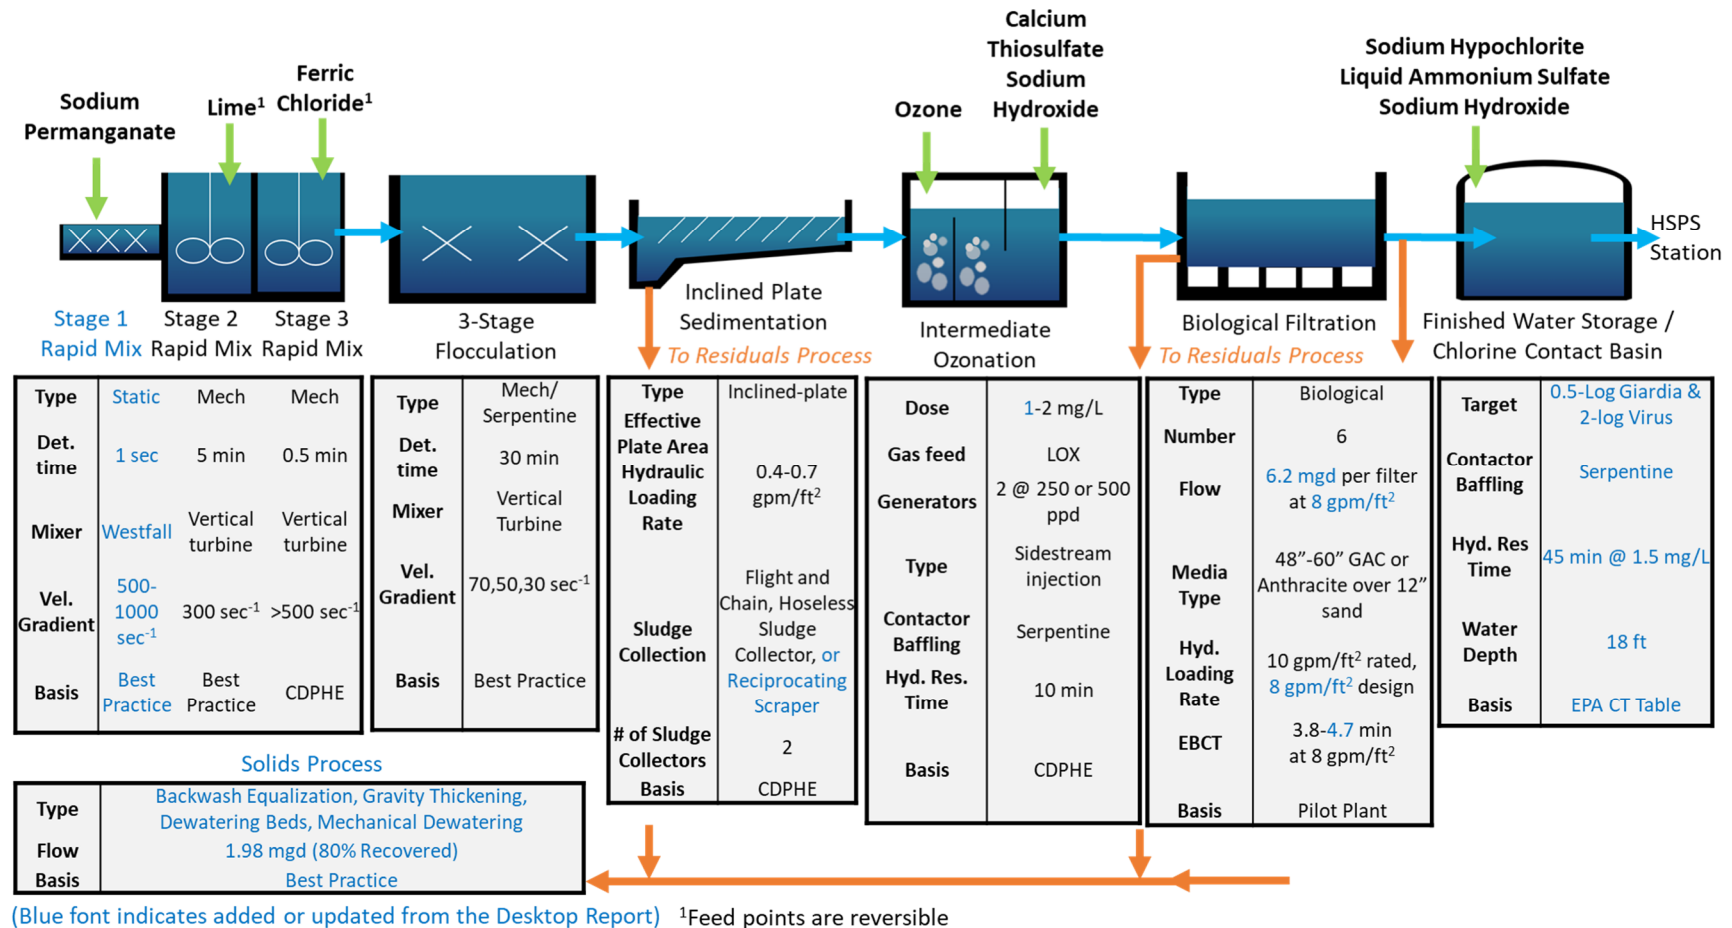 Sodium
Permanganate
Lime¹
Ferric
Chloride¹
Ozone
Calcium
Thiosulfate
Sodium
Hydroxide
Sodium Hypochlorite
Liquid Ammonium Sulfate
Sodium Hydroxide
HSPS
Station
Stage 1
Rapid Mix
Stage 2
Rapid Mix
Stage 3
Rapid Mix
3-Stage
Flocculation
Inclined Plate
Sedimentation
To Residuals Process
Intermediate
Ozonation
Biological Filtration
To Residuals Process
Finished Water Storage /
Chlorine Contact Basin
Type Static Mech Mech
Det.
time
1 sec 5 min 0.5 min
Mixer Westfall
Vertical
turbine
Vertical
turbine
Vel.
Gradient
500-
1000
sec⁻¹
300 sec⁻¹ >500 sec⁻¹
Basis
Best
Practice
Best
Practice
CDPHE
Type
Mech/
Serpentine
Det.
time
30 min
Mixer
Vertical
Turbine
Vel.
Gradient
70,50,30 sec⁻¹
Basis Best Practice
Type Inclined-plate
Effective
Plate Area
Hydraulic
Loading
Rate
0.4-0.7
gpm/ft²
Sludge
Collection
Flight and
Chain, Hoseless
Sludge
Collector, or
Reciprocating
Scraper
# of Sludge
Collectors
2
Basis CDPHE
Dose 1-2 mg/L
Gas feed LOX
Generators
2 @ 250 or 500
ppd
Type
Sidestream
injection
Contactor
Baffling
Serpentine
Hyd. Res.
Time
10 min
Basis CDPHE
Type Biological
Number 6
Flow
6.2 mgd per filter
at 8 gpm/ft²
Media
Type
48”-60” GAC or
Anthracite over 12”
sand
Hyd.
Loading
Rate
10 gpm/ft² rated,
8 gpm/ft² design
EBCT
3.8-4.7 min
at 8 gpm/ft²
Basis Pilot Plant
Target
0.5-Log Giardia &
2-log Virus
Contactor
Baffling
Serpentine
Hyd. Res
Time
45 min @ 1.5 mg/L
Water
Depth
18 ft
Basis EPA CT Table
Solids Process
Type
Backwash Equalization, Gravity Thickening,
Dewatering Beds, Mechanical Dewatering
Flow 1.98 mgd (80% Recovered)
Basis Best Practice
(Blue font indicates added or updated from the Desktop Report) ¹Feed points are reversible